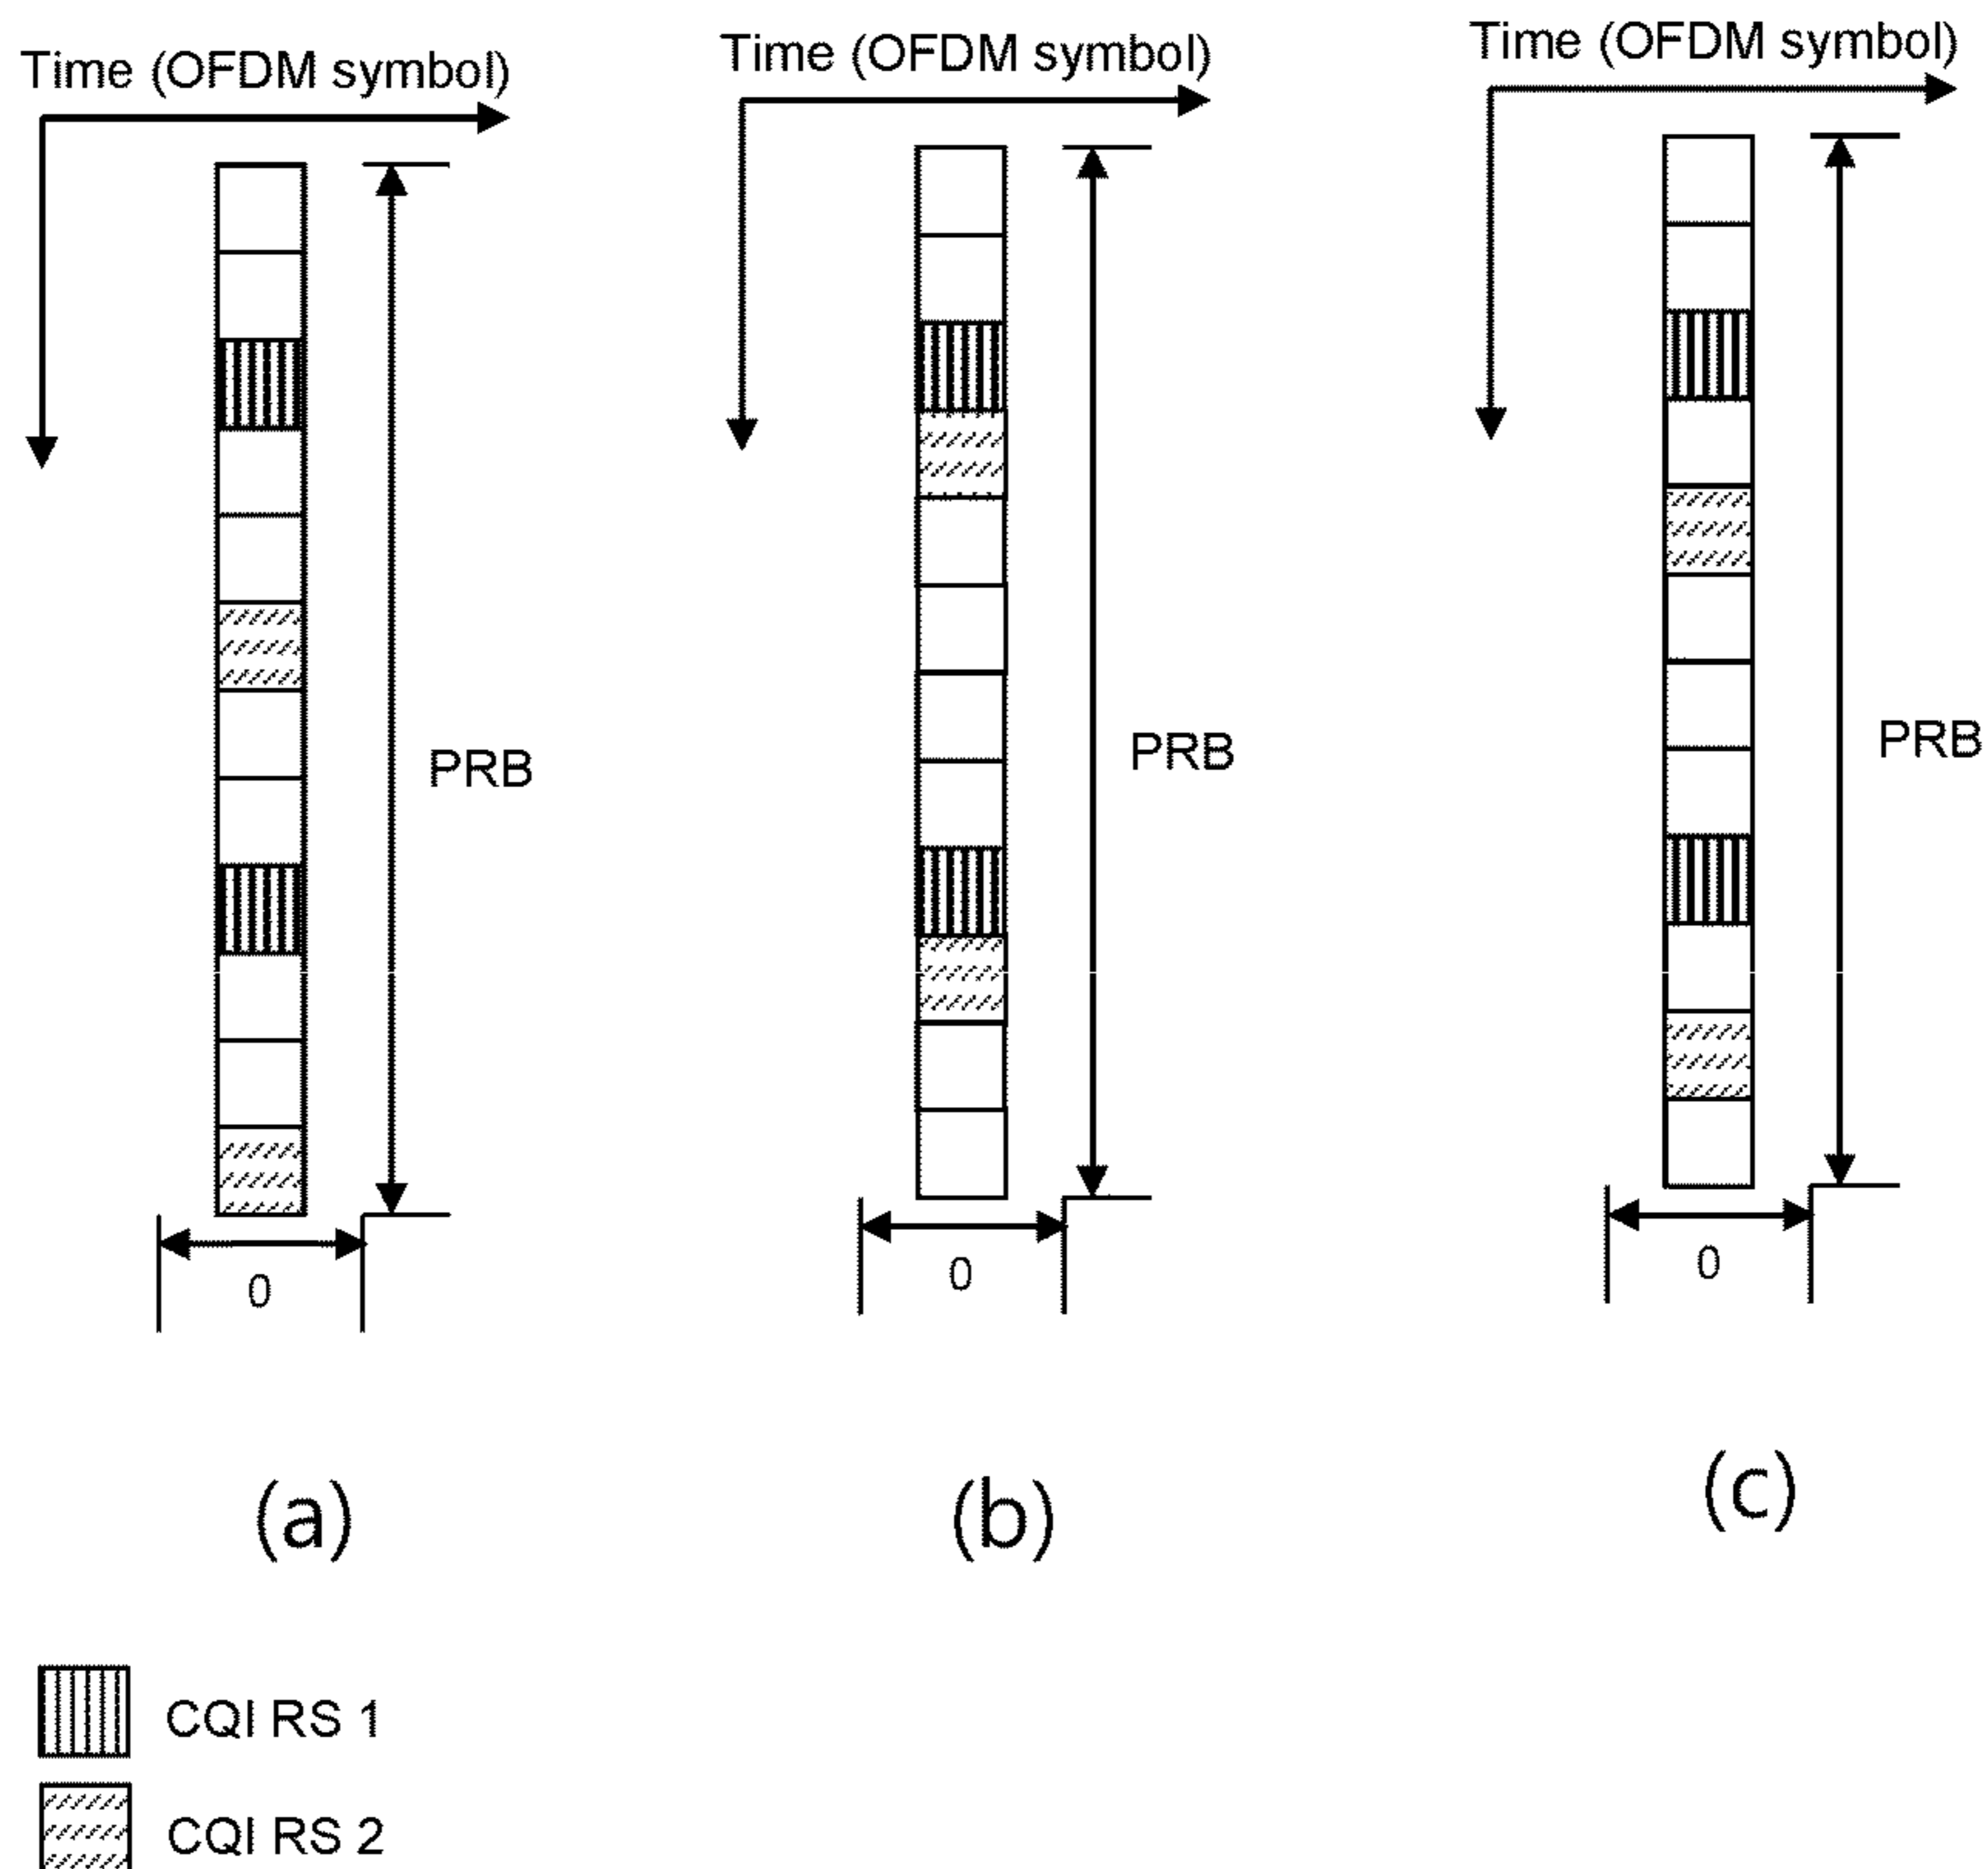 Time (OFDM symbol)
PRB
0
(a)
Time (OFDM symbol)
PRB
0
(b)
Time (OFDM symbol)
PRB
0
(c)
CQI RS 1
CQI RS 2